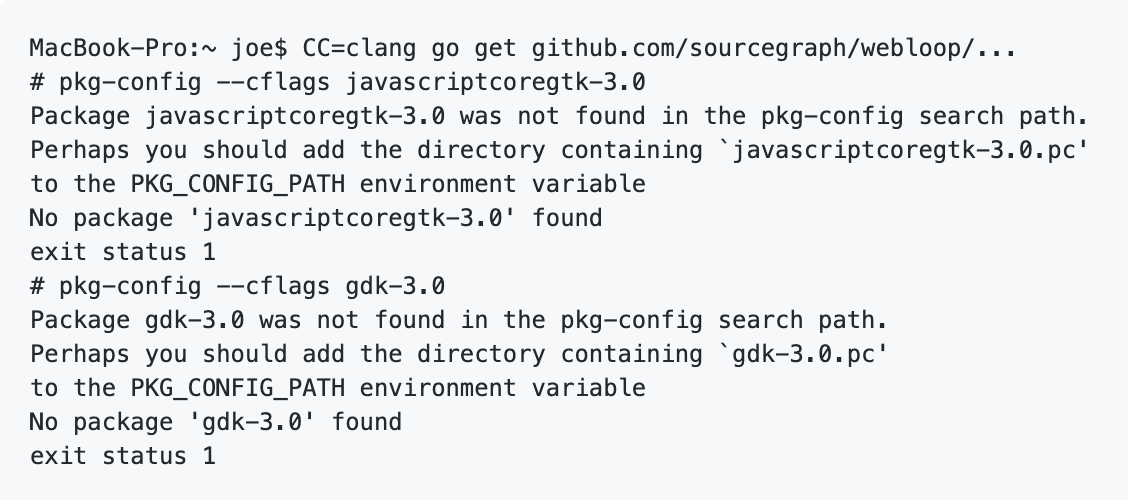 MacBook-Pro:~ joe$ CC=clang go get github.com/sourcegraph/webloop/...
# pkg-config --cflags javascriptcoregtk-3.0
Package javascriptcoregtk-3.0 was not found in the pkg-config search path.
Perhaps you should add the directory containing `javascriptcoregtk-3.0.pc'
to the PKG_CONFIG_PATH environment variable
No package 'javascriptcoregtk-3.0' found
exit status 1
# pkg-config --cflags gdk-3.0
Package gdk-3.0 was not found in the pkg-config search path.
Perhaps you should add the directory containing `gdk-3.0.pc'
to the PKG_CONFIG_PATH environment variable
No package 'gdk-3.0' found
exit status 1